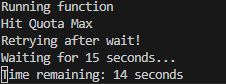 Running function
Hit Quota Max
Retrying after wait!
Waiting for 15 seconds...
Time remaining: 14 seconds